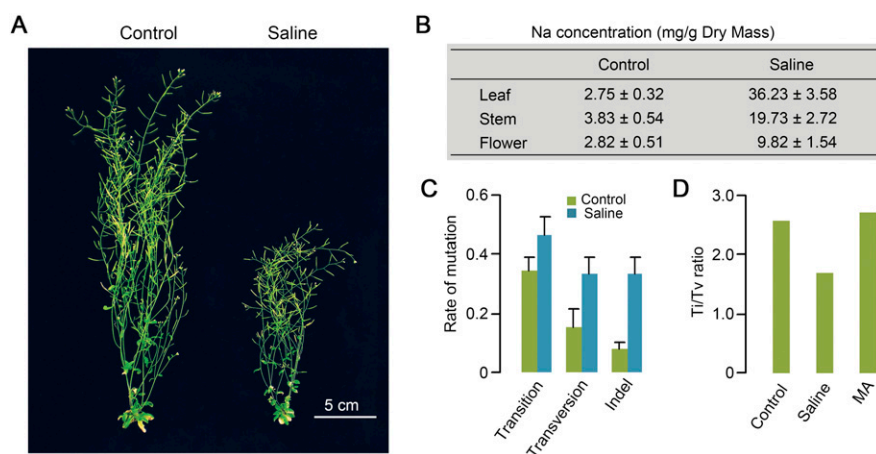 A
Control Saline
5 cm
B
Na concentration (mg/g Dry Mass)
Control Saline
Leaf 2.75 ± 0.32 36.23 ± 3.58
Stem 3.83 ± 0.54 19.73 ± 2.72
Flower 2.82 ± 0.51 9.82 ± 1.54
C
Control
Saline
Rate of mutation
0.6
0.4
0.2
0
Transition
Transversion
Indel
D
Ti/Tv ratio
3.0
2.0
1.0
0
Control
Saline
MA